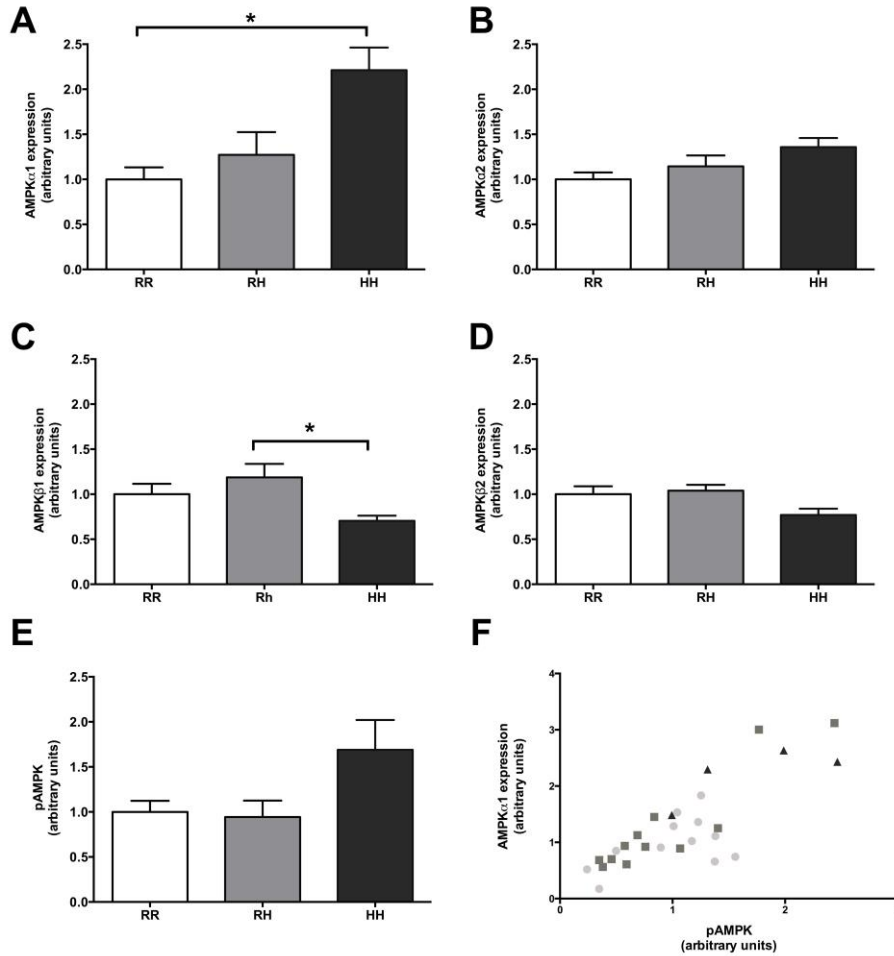 A
*
AMPKα1 expression
(arbitrary units)
2.5
2.0
1.5
1.0
0.5
0.0
RR RH HH
B
AMPKα2 expression
(arbitrary units)
2.5
2.0
1.5
1.0
0.5
0.0
RR RH HH
C
*
AMPKβ1 expression
(arbitrary units)
2.5
2.0
1.5
1.0
0.5
0.0
RR Rh HH
D
AMPKβ2 expression
(arbitrary units)
2.5
2.0
1.5
1.0
0.5
0.0
RR RH HH
E
pAMPK
(arbitrary units)
2.5
2.0
1.5
1.0
0.5
0.0
RR RH HH
F
AMPKα1 expression
(arbitrary units)
4
3
2
1
0
0 1 2
pAMPK
(arbitrary units)